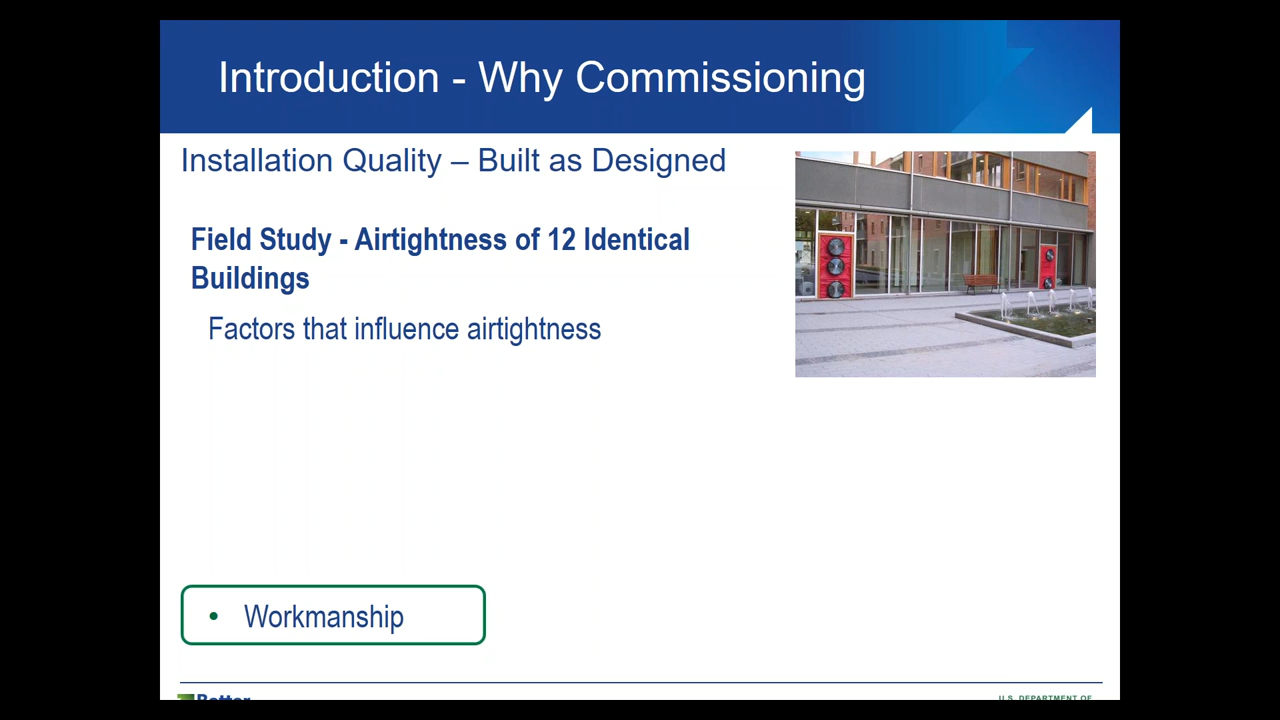 Introduction - Why Commissioning
Installation Quality – Built as Designed
Field Study - Airtightness of 12 Identical
Buildings
Factors that influence airtightness
• Workmanship
Better
U.S. DEPARTMENT OF